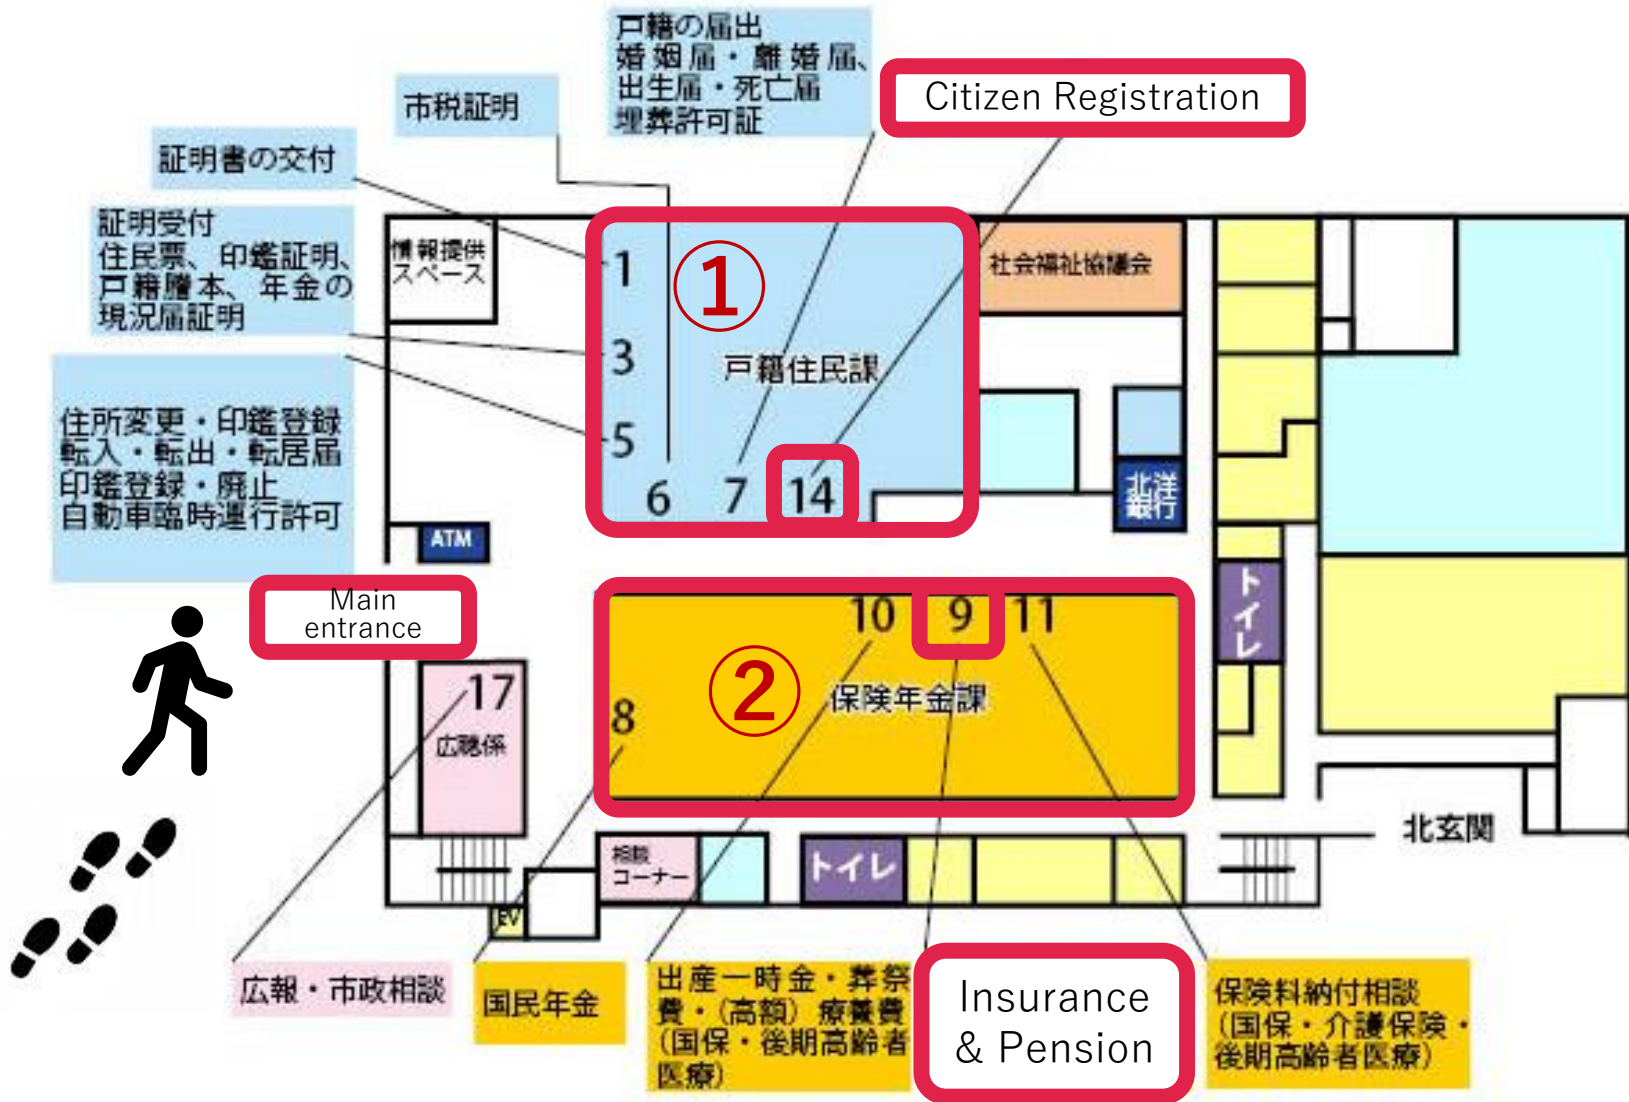 戸籍の届出
婚姻届・離婚届、
出生届・死亡届
埋葬許可証
Citizen Registration
市税証明
証明書の交付
証明受付
住民票、印鑑証明、
戸籍謄本、年金の
現況届証明
住所変更・印鑑登録
転入・転出・転居届
印鑑登録・廃止
自動車臨時運行許可
情報提供
スペース
1
①
3
戸籍住民課
5
6
7
14
社会福祉協議会
北洋
銀行
ATM
Main
entrance
トイレ
10
9
11
②
保険年金課
8
17
広聴係
北玄関
相談
コーナー
トイレ
EV
広報・市政相談
国民年金
出産一時金・葬祭
費・(高額)療養費
(国保・後期高齢者
医療)
Insurance
& Pension
保険料納付相談
(国保・介護保険・
後期高齢者医療)